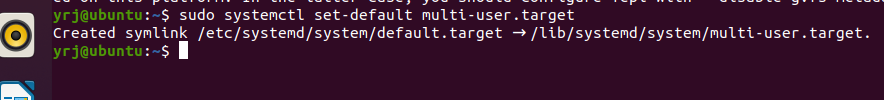 yrj@ubuntu:~$ sudo systemctl set-default multi-user.target
Created symlink /etc/systemd/system/default.target → /lib/systemd/system/multi-user.target.
yrj@ubuntu:~$